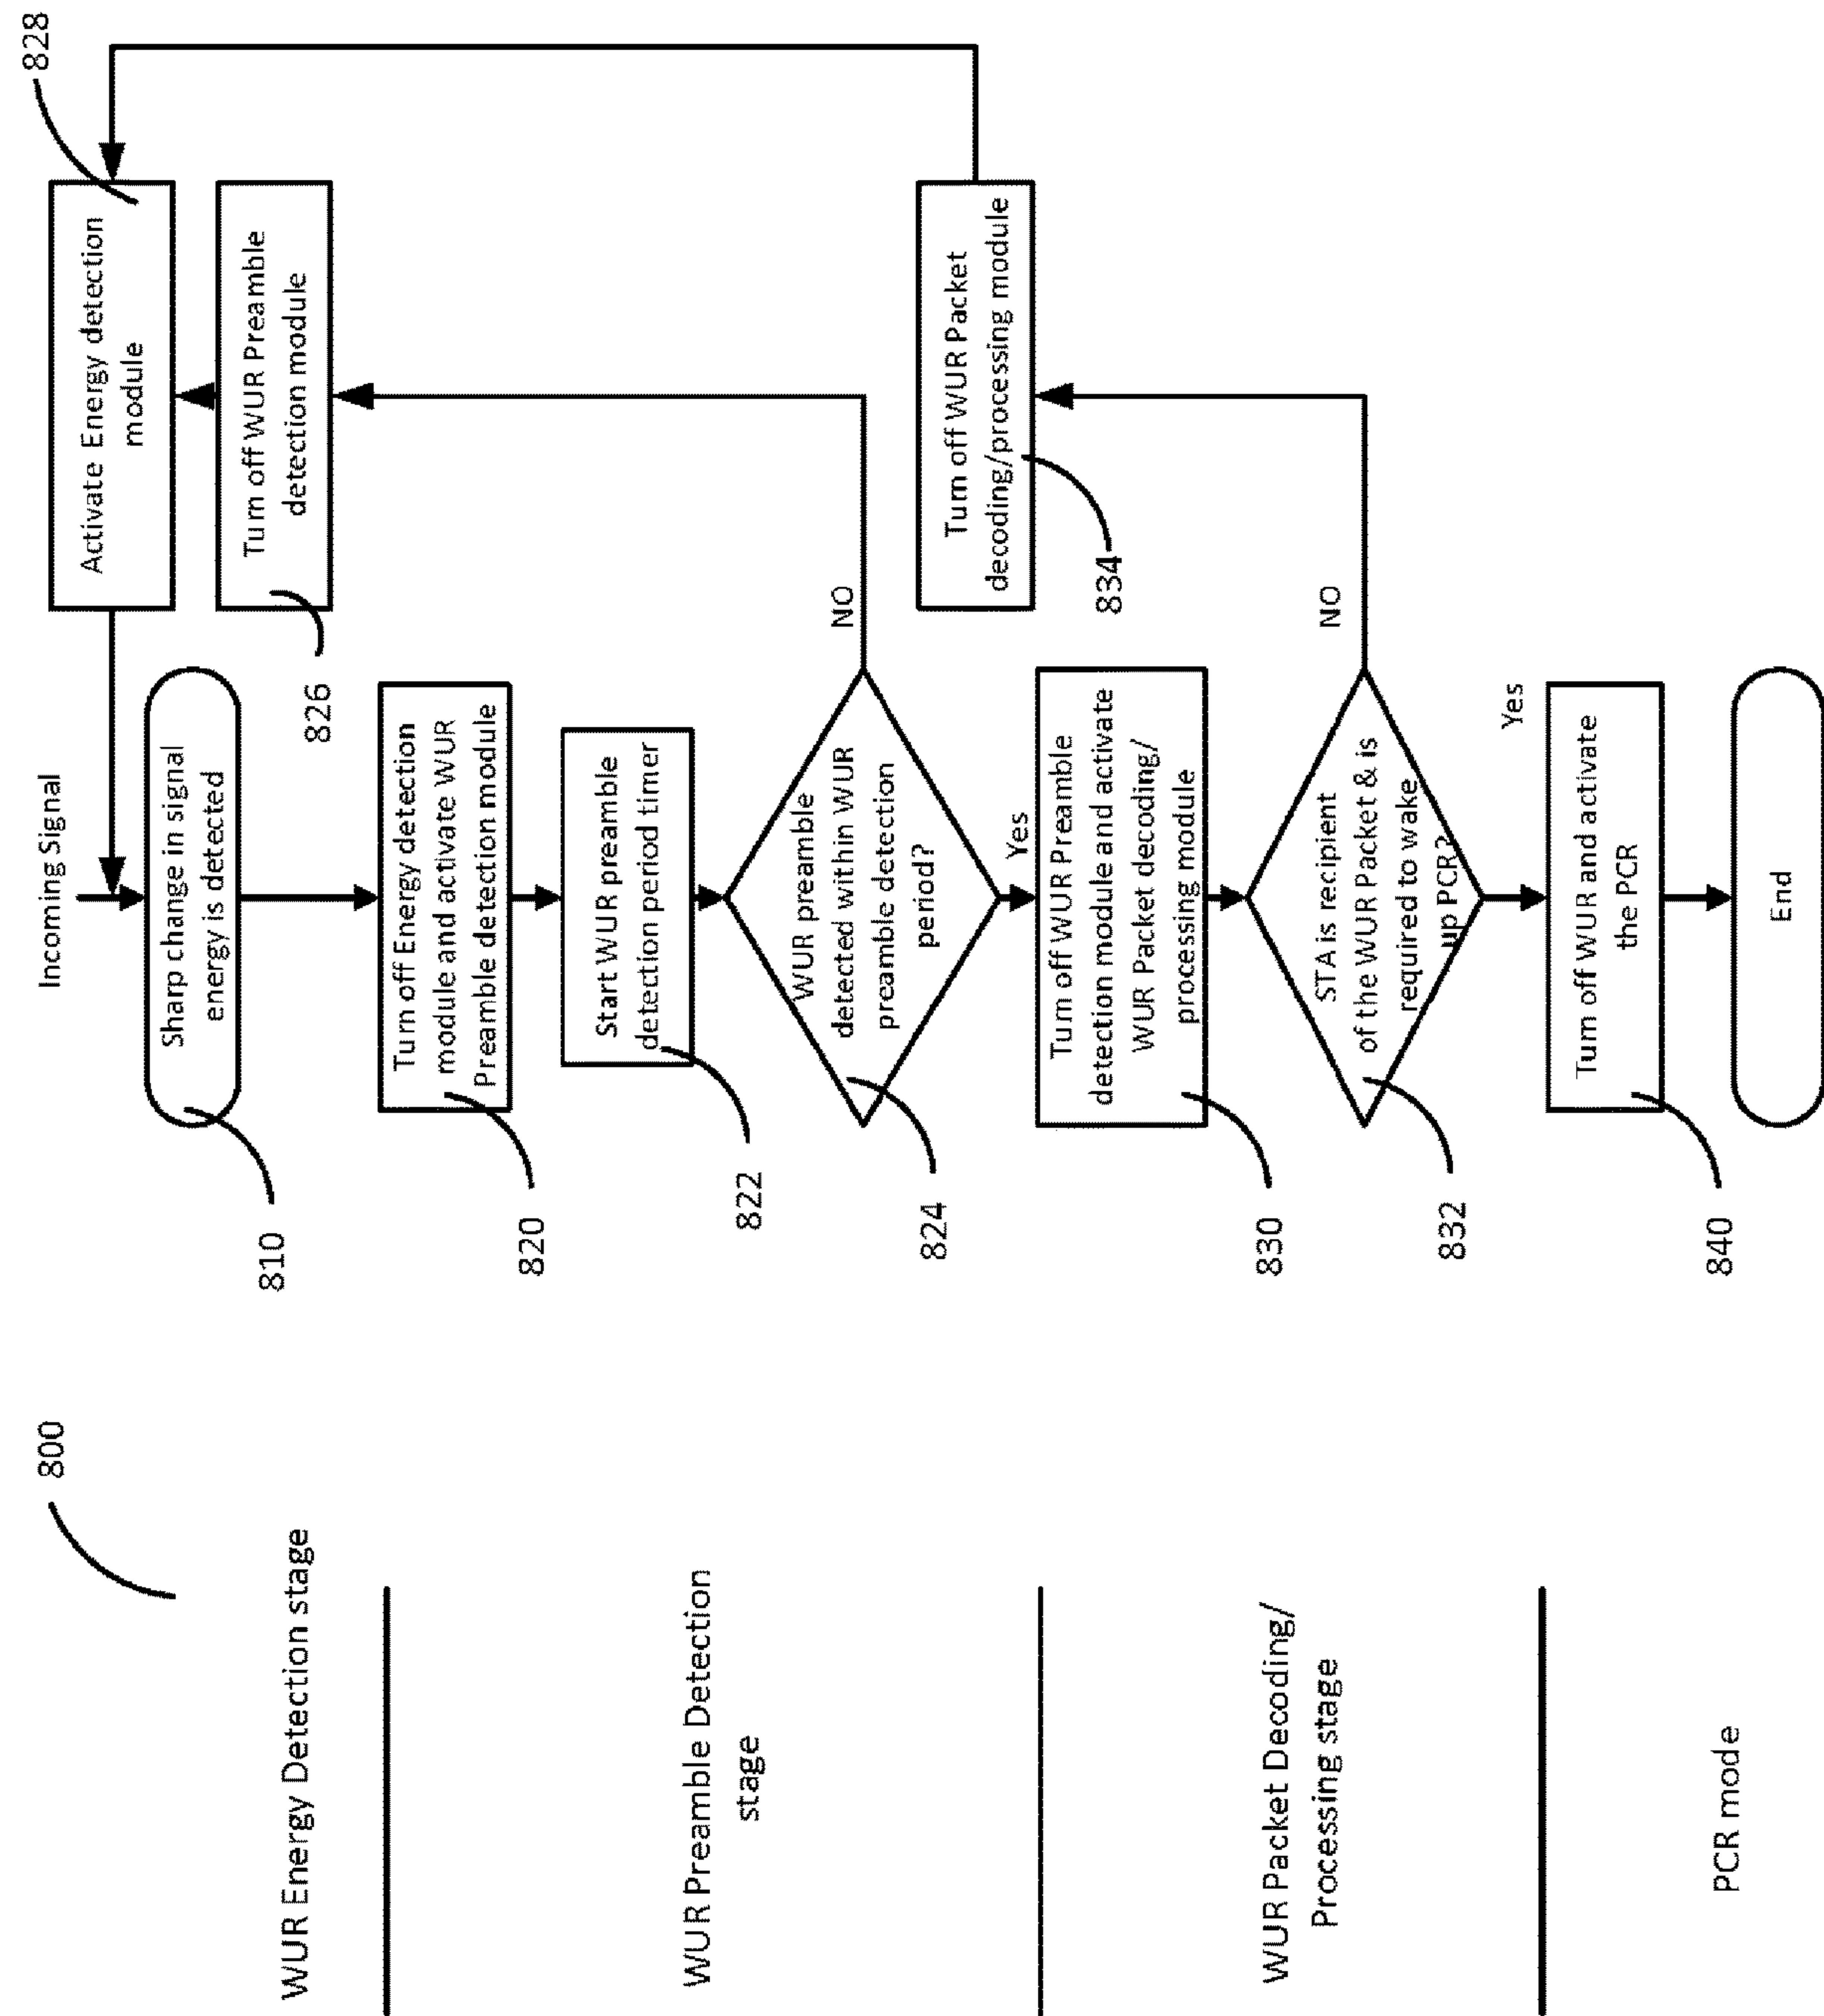 800
WUR Energy Detection stage
WUR Preamble Detection
stage
WUR Packet Decoding/
Processing stage
PCR mode
Incoming Signal
Sharp change in signal
energy is detected
810
Turn off Energy detection
module and activate WUR
Preamble detection module
820
Start WUR preamble
detection period timer
822
WUR preamble
detected within WUR
preamble detection
period?
824
NO
Yes
Turn off WUR Preamble
detection module and activate
WUR Packet decoding/
processing module
830
STA is recipient
of the WUR Packet & is
required to wake
up PCR?
832
NO
Yes
Turn off WUR and activate
the PCR
840
End
Activate Energy detection
module
828
Turn off WUR Preamble
detection module
826
Turn off WUR Packet
decoding/processing module
834